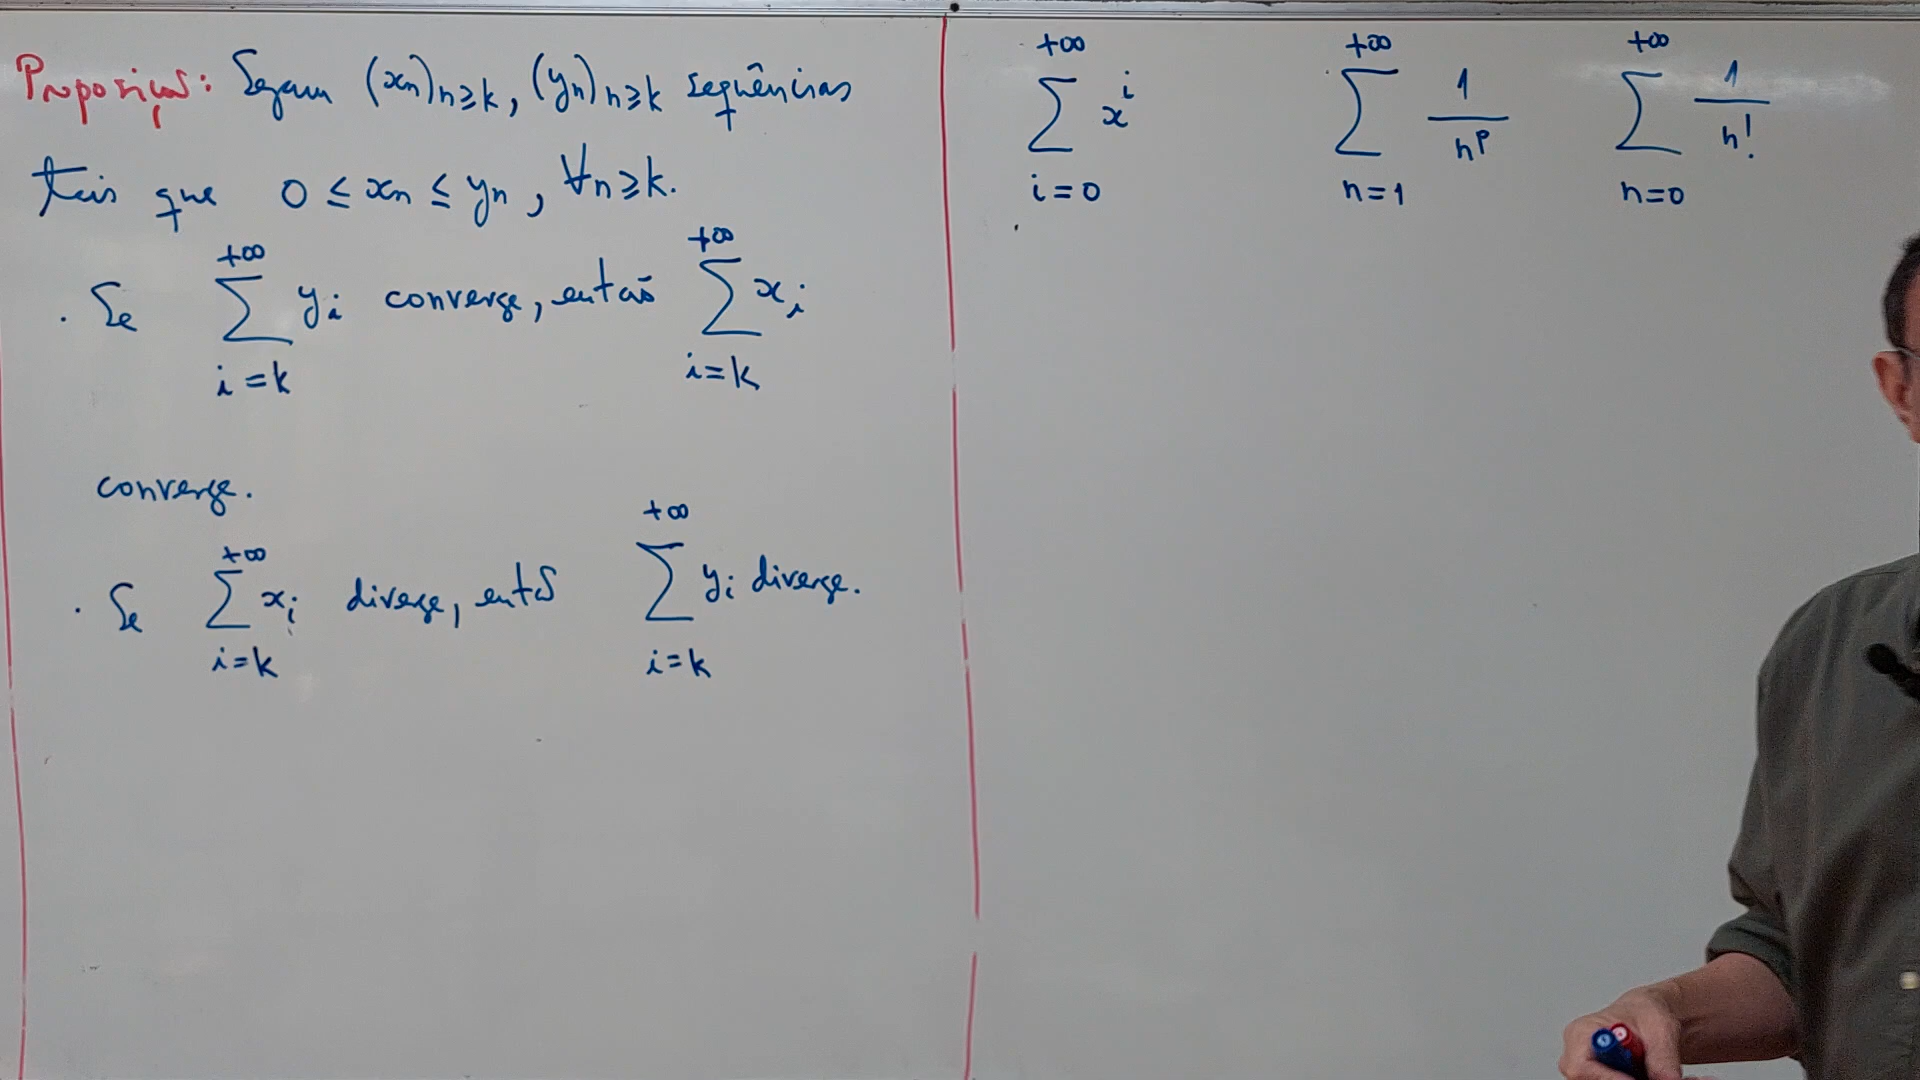 Proposição: Sejam (xn)n≥k, (yn)n≥k sequências
tais que 0 ≤ xn ≤ yn, ∀n≥k.
. Se ∑_{i=k}^{+∞} yi converge, então ∑_{i=k}^{+∞} xi
converge.
. Se ∑_{i=k}^{+∞} xi diverge, então ∑_{i=k}^{+∞} yi diverge.
∑_{i=0}^{+∞} x^i ∑_{n=1}^{+∞} 1/n^p ∑_{n=0}^{+∞} 1/n!